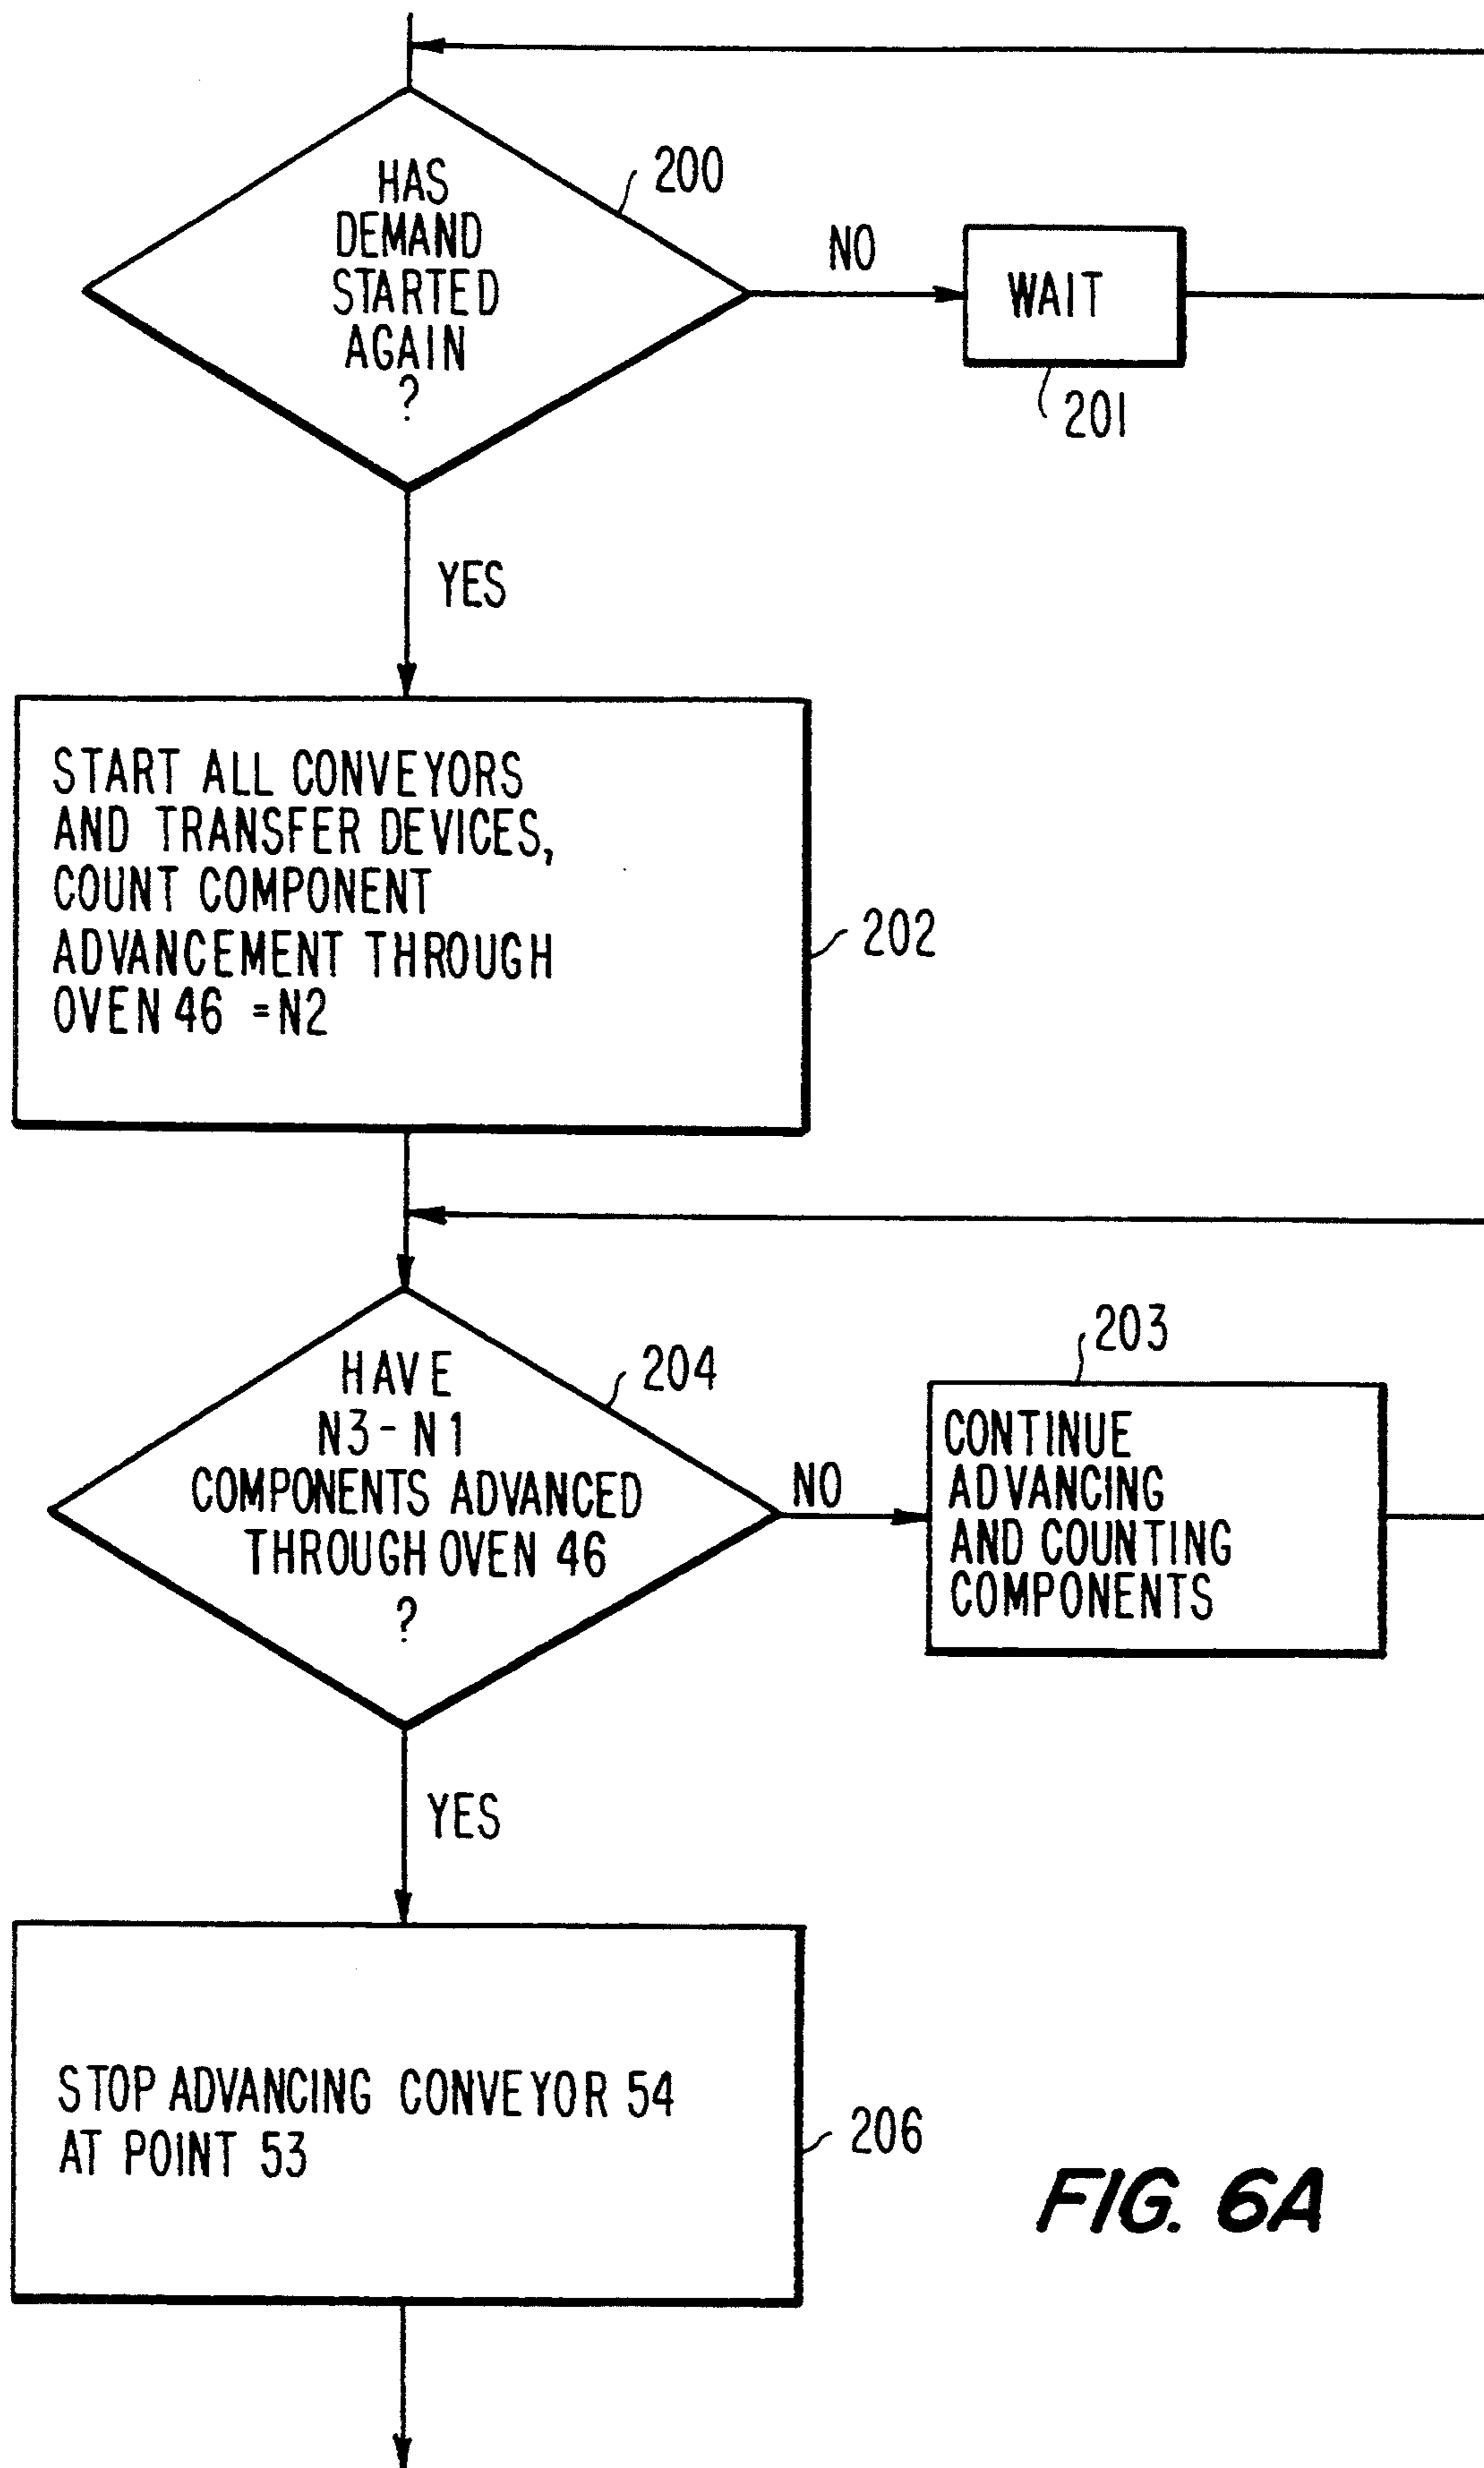 HAS
DEMAND
STARTED
AGAIN
?
200
NO
WAIT
201
YES
START ALL CONVEYORS
AND TRANSFER DEVICES,
COUNT COMPONENT
ADVANCEMENT THROUGH
OVEN 46 = N2
202
HAVE
N3 - N1
COMPONENTS ADVANCED
THROUGH OVEN 46
?
204
NO
203
CONTINUE
ADVANCING
AND COUNTING
COMPONENTS
YES
STOP ADVANCING CONVEYOR 54
AT POINT 53
206
FIG. 6A